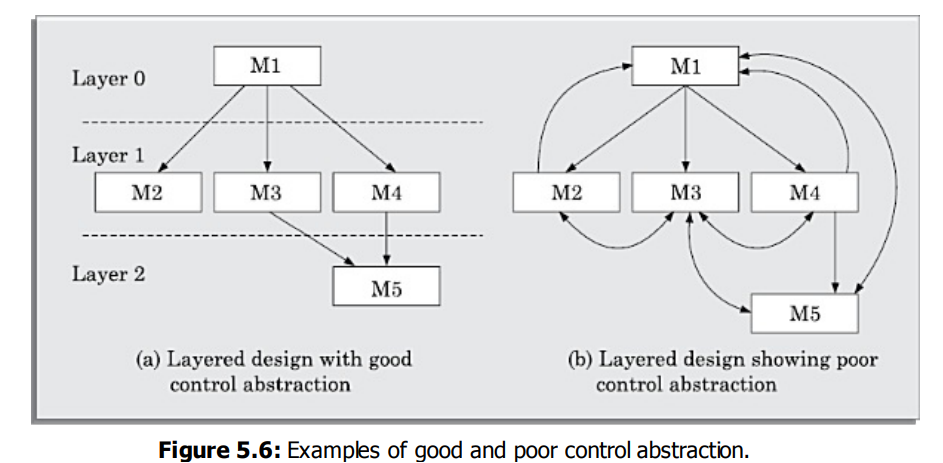 Layer 0
M1
Layer 1
M2
M3
M4
Layer 2
M5
(a) Layered design with good
control abstraction
M1
M2
M3
M4
M5
(b) Layered design showing poor
control abstraction
Figure 5.6: Examples of good and poor control abstraction.